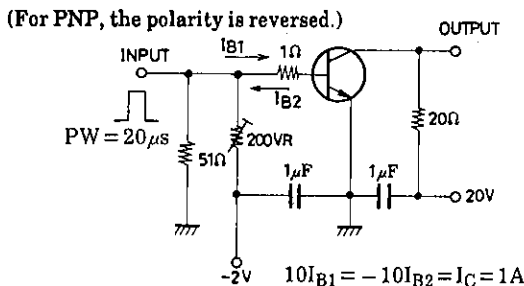 (For PNP, the polarity is reversed.)
INPUT
IB1
1Ω
OUTPUT
IB2
PW=20μs
51Ω
200VR
20Ω
1μF
1μF
20V
-2V
10IB1=-10IB2=IC=1A